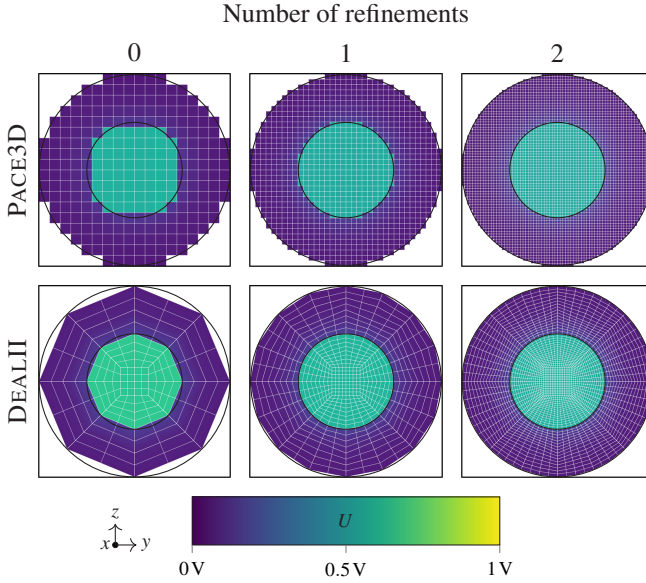 Number of refinements
0 1 2
PACE3D
DEALII
U
z
x y
0 V 0.5 V 1 V